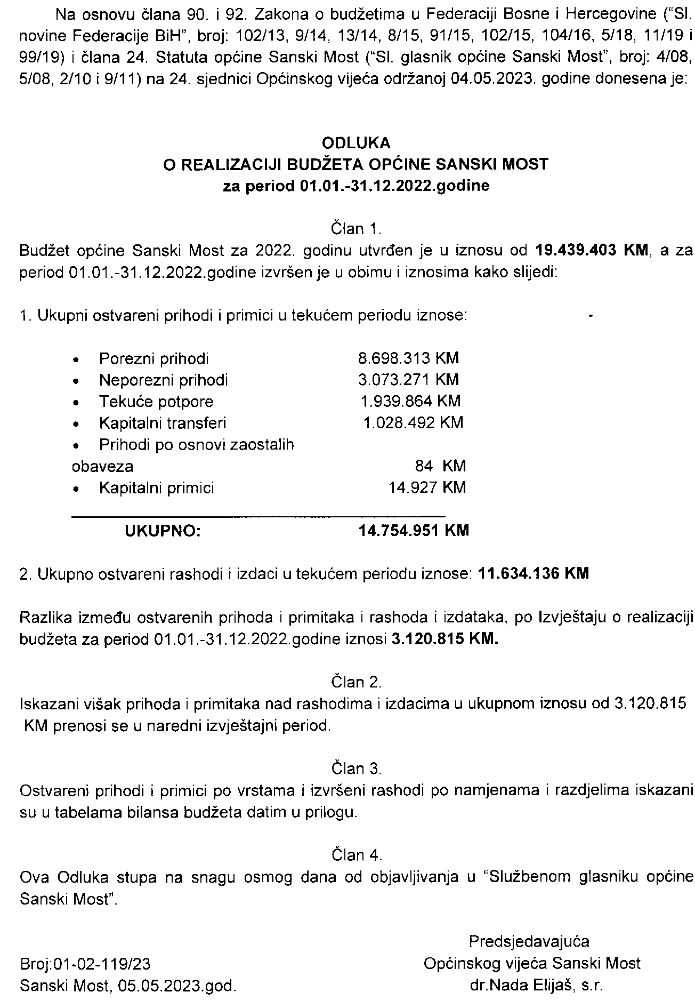 Na osnovu člana 90. i 92. Zakona o budžetima u Federaciji Bosne i Hercegovine (“Sl.
novine Federacije BiH”, broj: 102/13, 9/14, 13/14, 8/15, 91/15, 102/15, 104/16, 5/18, 11/19 i
99/19) i člana 24. Statuta općine Sanski Most (“Sl. glasnik općine Sanski Most”, broj: 4/08,
5/08, 2/10 i 9/11) na 24. sjednici Općinskog vijeća održanoj 04.05.2023. godine donesena je:
ODLUKA
O REALIZACIJI BUDŽETA OPĆINE SANSKI MOST
za period 01.01.-31.12.2022.godine
Član 1.
Budžet općine Sanski Most za 2022. godinu utvrđen je u iznosu od 19.439.403 KM, a za
period 01.01.-31.12.2022.godine izvršen je u obimu i iznosima kako slijedi:
1. Ukupni ostvareni prihodi i primici u tekućem periodu iznose: -
• Porezni prihodi 8.698.313 KM
• Neporezni prihodi 3.073.271 KM
• Tekuće potpore 1.939.864 KM
• Kapitalni transferi 1.028.492 KM
• Prihodi po osnovi zaostalih
obaveza 84 KM
• Kapitalni primici 14.927 KM
UKUPNO: 14.754.951 KM
2. Ukupno ostvareni rashodi i izdaci u tekućem periodu iznose: 11.634.136 KM
Razlika između ostvarenih prihoda i primitaka i rashoda i izdataka, po Izvještaju o realizaciji
budžeta za period 01.01.-31.12.2022.godine iznosi 3.120.815 KM.
Član 2.
Iskazani višak prihoda i primitaka nad rashodima i izdacima u ukupnom iznosu od 3.120.815
KM prenosi se u naredni izvještajni period.
Član 3.
Ostvareni prihodi i primici po vrstama i izvršeni rashodi po namjenama i razdjelima iskazani
su u tabelama bilansa budžeta datim u prilogu.
Član 4.
Ova Odluka stupa na snagu osmog dana od objavljivanja u “Službenom glasniku općine
Sanski Most”.
Predsjedavajuća
Broj:01-02-119/23 Općinskog vijeća Sanski Most
Sanski Most, 05.05.2023.god. dr.Nada Elijaš, s.r.